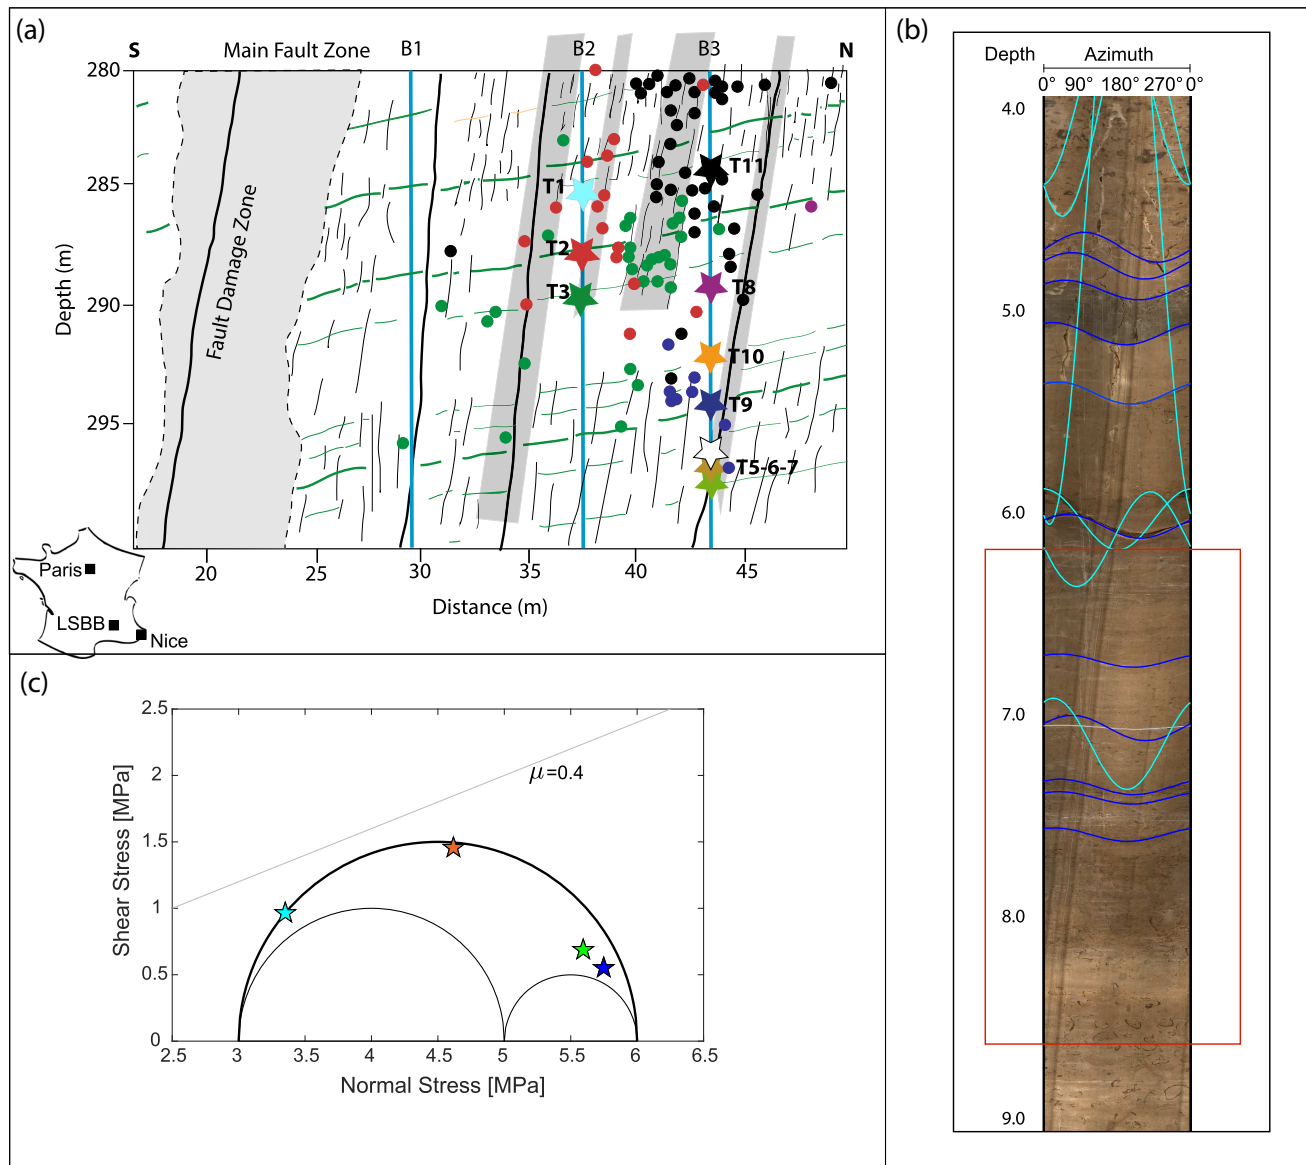 (a)
S Main Fault Zone B1 B2 B3 N
280
285
290
295
Depth (m)
Fault Damage Zone
T1
T2
T3
T11
T8
T10
T9
T5-6-7
20 25 30 35 40 45
Distance (m)
Paris
LSBB
Nice
(b)
Depth Azimuth
0° 90° 180° 270° 0°
4.0
5.0
6.0
7.0
8.0
9.0
(c)
2.5
2
1.5
1
0.5
0
Shear Stress [MPa]
μ=0.4
2.5 3 3.5 4 4.5 5 5.5 6 6.5
Normal Stress [MPa]